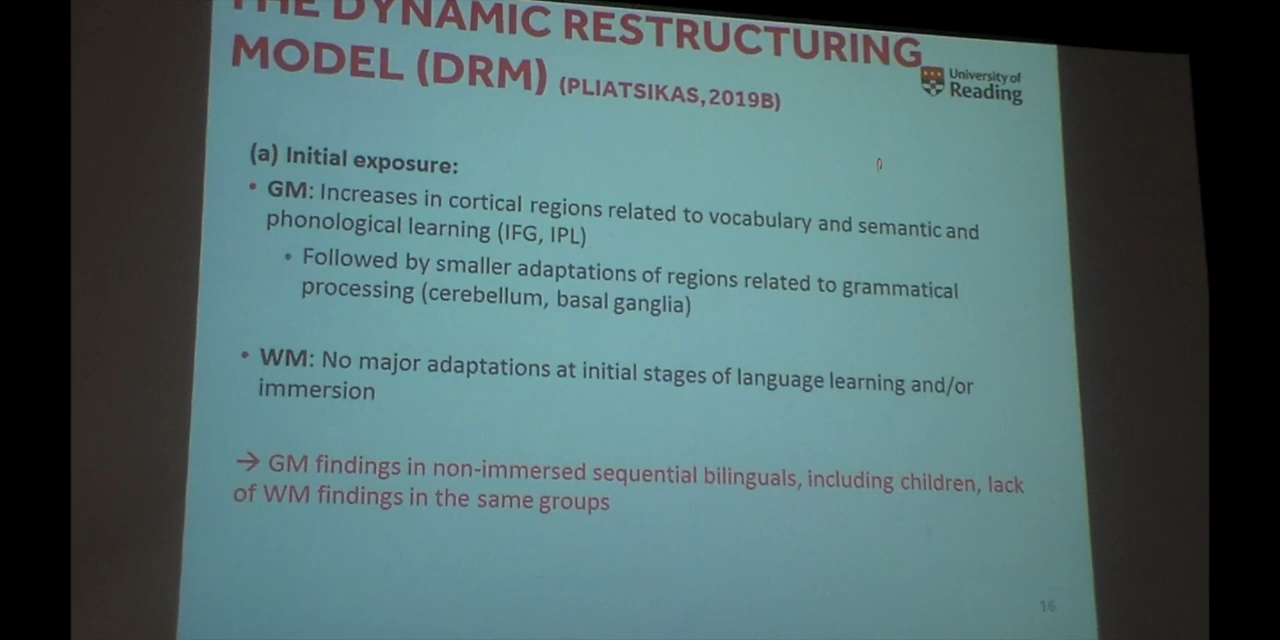 THE DYNAMIC RESTRUCTURING
MODEL (DRM) (PLIATSIKAS, 2019B)
University of
Reading
(a) Initial exposure:
• GM: Increases in cortical regions related to vocabulary and semantic and
phonological learning (IFG, IPL)
• Followed by smaller adaptations of regions related to grammatical
processing (cerebellum, basal ganglia)
• WM: No major adaptations at initial stages of language learning and/or
immersion
→ GM findings in non-immersed sequential bilinguals, including children, lack
of WM findings in the same groups
16